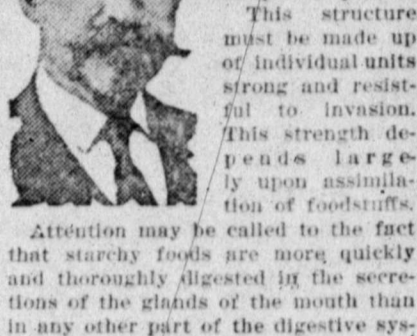 This structure
must be made up
of individual units
strong and resist-
ful to invasion.
This strength de-
pends large-
ly upon assimila-
tion of foodstuffs.
Attention may be called to the fact
that starchy foods are more quickly
and thoroughly digested in the secre-
tions of the glands of the mouth than
in any other part of the digestive sys-